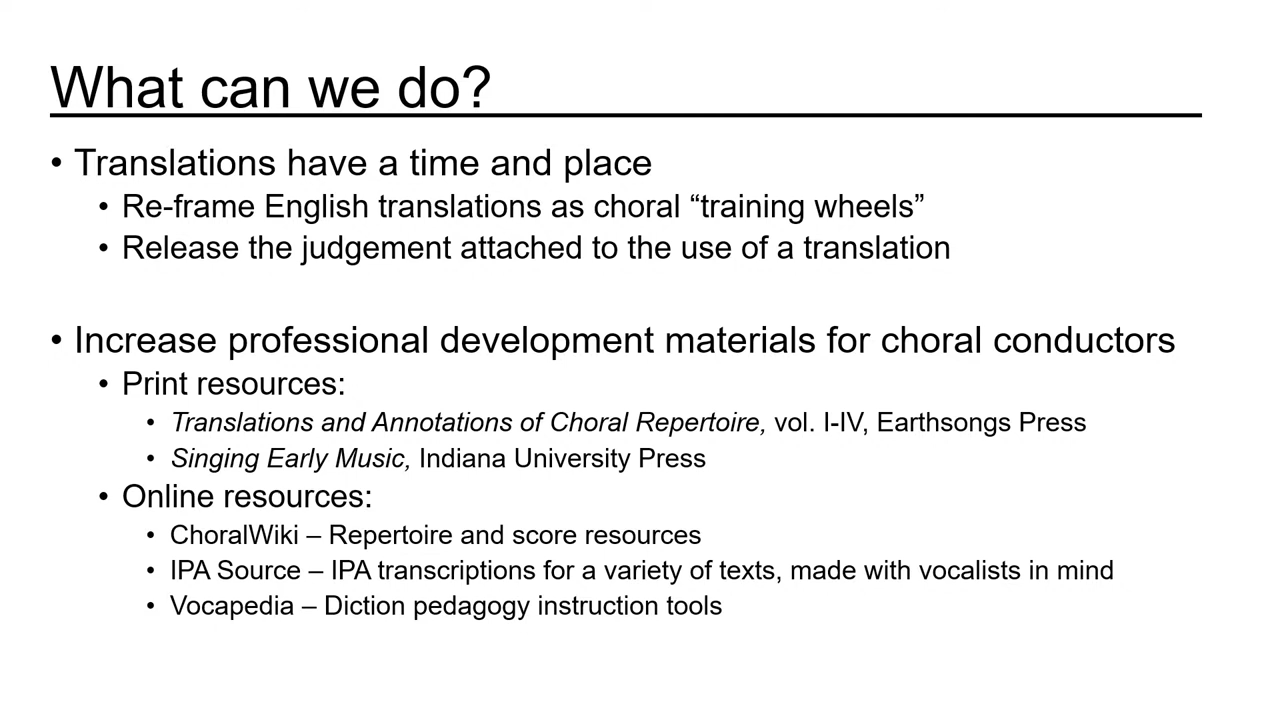 What can we do?
• Translations have a time and place
• Re-frame English translations as choral “training wheels”
• Release the judgement attached to the use of a translation
• Increase professional development materials for choral conductors
• Print resources:
• Translations and Annotations of Choral Repertoire, vol. I-IV, Earthsongs Press
• Singing Early Music, Indiana University Press
• Online resources:
• ChoralWiki – Repertoire and score resources
• IPA Source – IPA transcriptions for a variety of texts, made with vocalists in mind
• Vocapedia – Diction pedagogy instruction tools